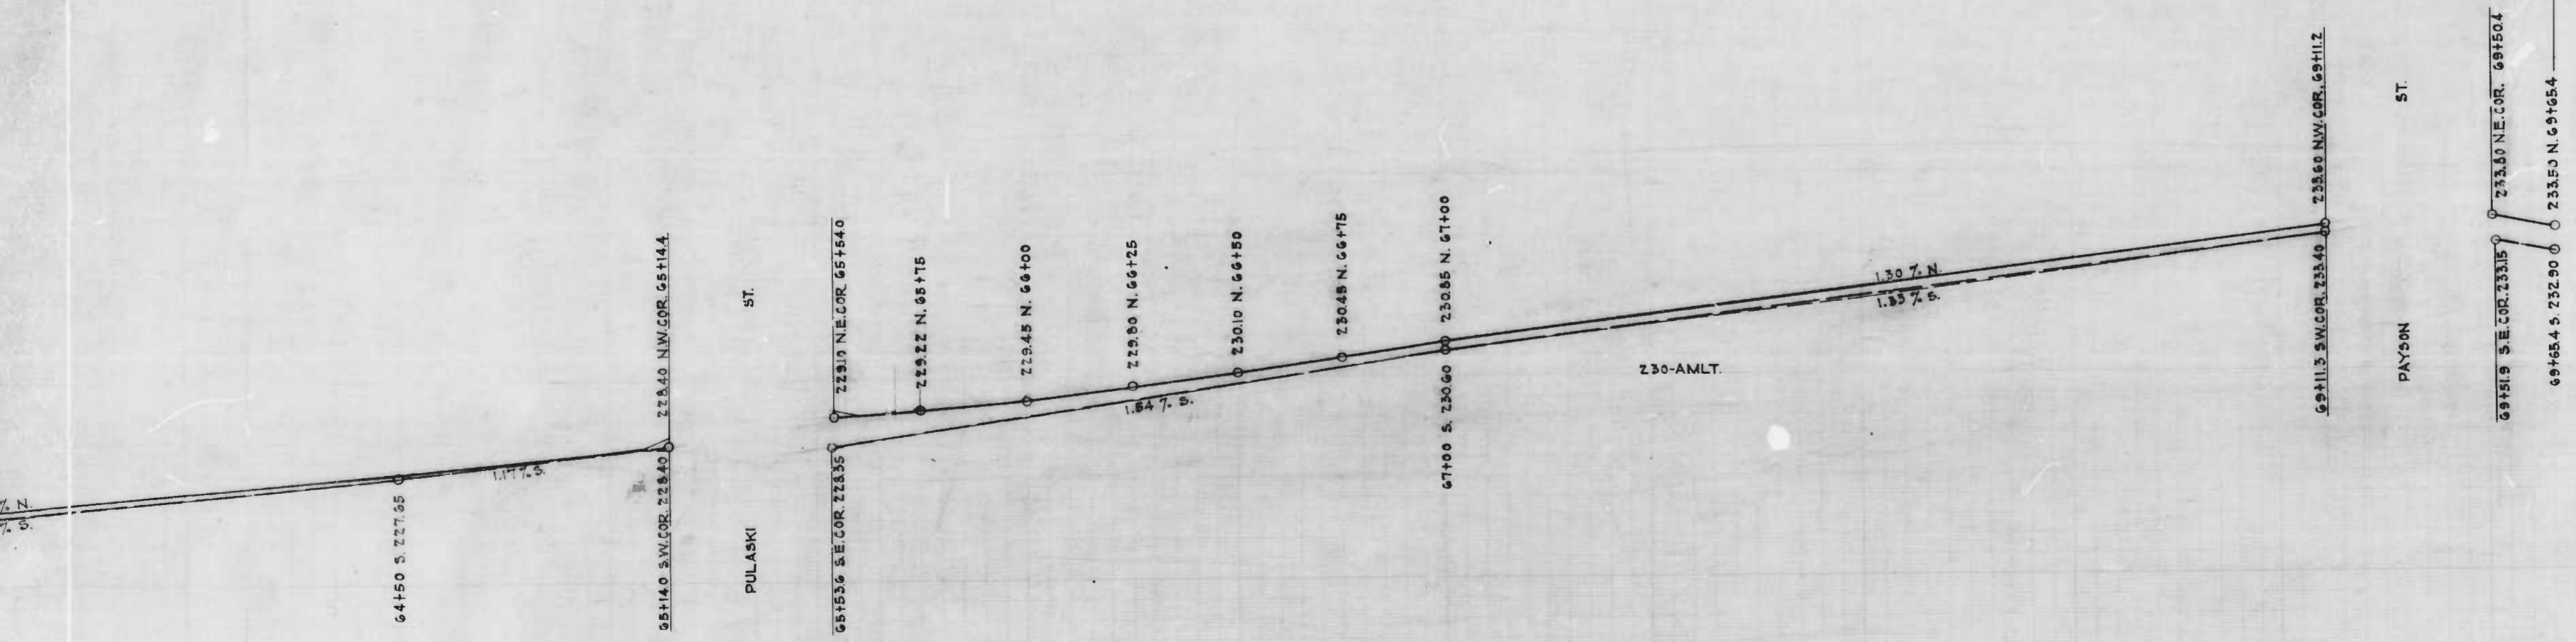 % N.
% S.
64+50 S. 227.65
1.17 % S.
65+14.0 S.W.COR. 228.40
228.40 N.W.COR. 65+14.4
PULASKI ST.
65+53.6 S.E.COR. 228.35
229.10 N.E.COR. 65+54.0
229.22 N. 65+75
229.45 N. 66+00
229.80 N. 66+25
1.54 % S.
230.10 N. 66+50
230.45 N. 66+75
67+00 S. 230.60
230.85 N. 67+00
230-AMLT.
1.30 % N.
1.33 % S.
69+11.3 S.W.COR. 233.40
233.60 N.W.COR. 69+11.2
PAYSON ST.
69+51.9 S.E.COR. 233.15
233.80 N.E.COR. 69+50.4
69+65.4 S. 232.90
233.50 N. 69+65.4